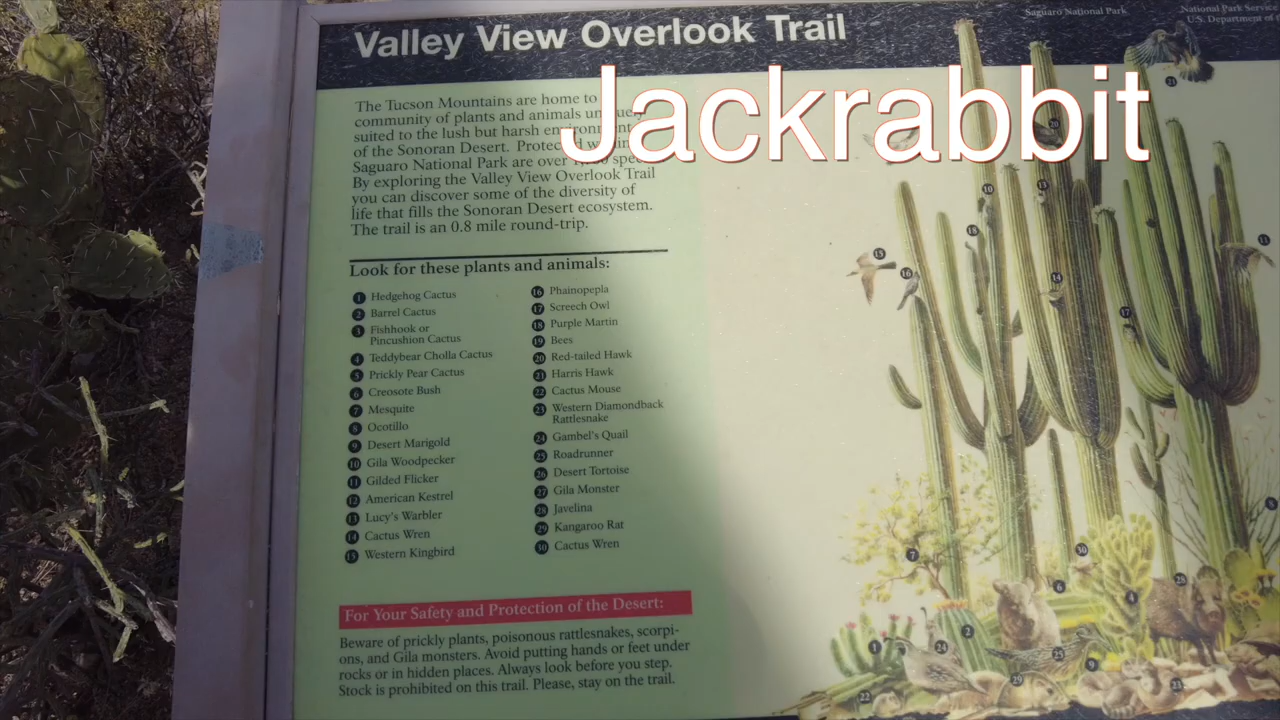 Valley View Overlook Trail
Saguaro National Park
National Park Service
U.S. Department of
Jackrabbit
The Tucson Mountains are home to
community of plants and animals
suited to the lush but harsh environment
of the Sonoran Desert. Protected
Saguaro National Park are over
By exploring the Valley View Overlook Trail
you can discover some of the diversity of
life that fills the Sonoran Desert ecosystem.
The trail is an 0.8 mile round-trip.
Look for these plants and animals:
1 Hedgehog Cactus
2 Barrel Cactus
3 Fishhook or
Pincushion Cactus
4 Teddybear Cholla Cactus
5 Prickly Pear Cactus
6 Creosote Bush
7 Mesquite
8 Ocotillo
9 Desert Marigold
10 Gila Woodpecker
11 Gilded Flicker
12 American Kestrel
13 Lucy's Warbler
14 Cactus Wren
15 Western Kingbird
16 Phainopepla
17 Screech Owl
18 Purple Martin
19 Bees
20 Red-tailed Hawk
21 Harris Hawk
22 Cactus Mouse
23 Western Diamondback
Rattlesnake
24 Gambel's Quail
25 Roadrunner
26 Desert Tortoise
27 Gila Monster
28 Javelina
29 Kangaroo Rat
30 Cactus Wren
For Your Safety and Protection of the Desert:
Beware of prickly plants, poisonous rattlesnakes, scorpi-
ons, and Gila monsters. Avoid putting hands or feet under
rocks or in hidden places. Always look before you step.
Stock is prohibited on this trail. Please, stay on the trail.